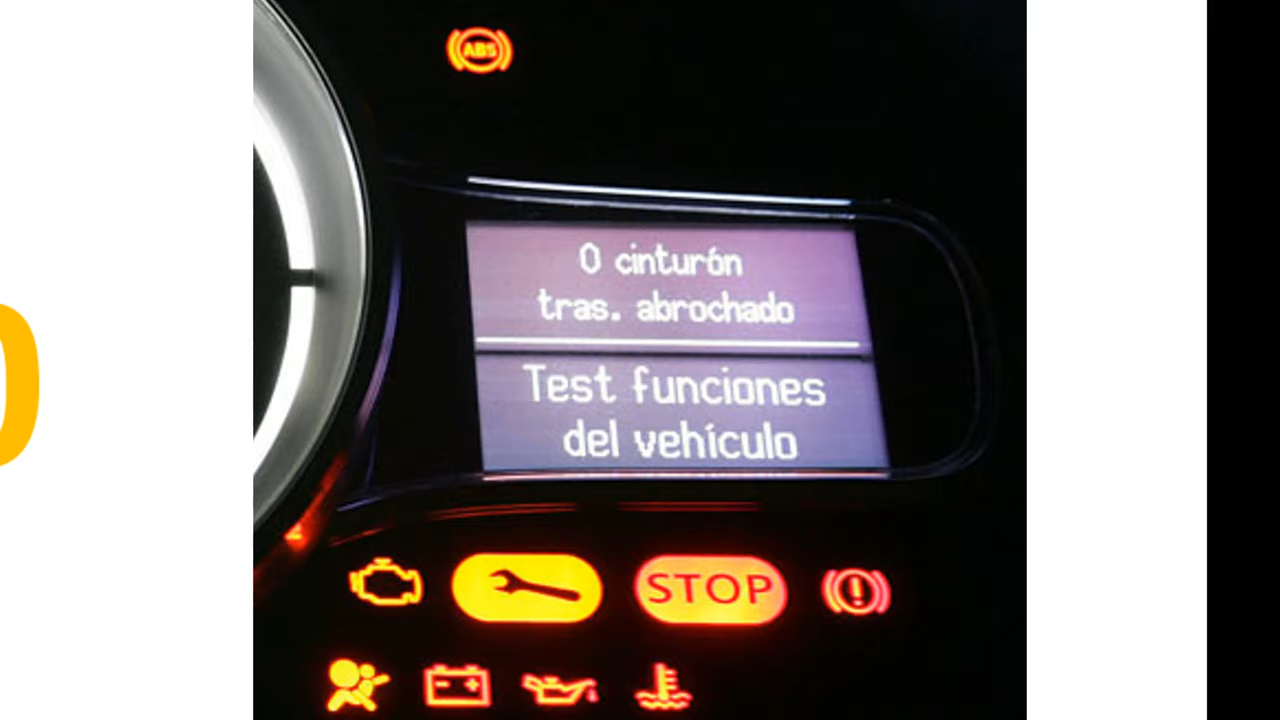 ABS
0 cinturón
tras. abrochado
Test funciones
del vehículo
STOP